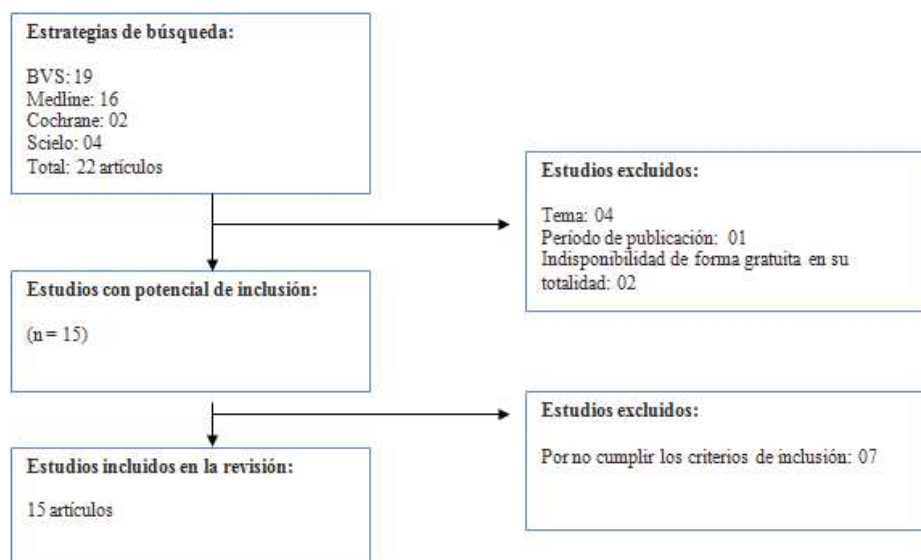 Estrategias de búsqueda:
BVS: 19
Medline: 16
Cochrane: 02
Scielo: 04
Total: 22 artículos
Estudios excluidos:
Tema: 04
Período de publicación: 01
Indisponibilidad de forma gratuita en su
totalidad: 02
Estudios con potencial de inclusión:
(n = 15)
Estudios excluidos:
Por no cumplir los criterios de inclusión: 07
Estudios incluidos en la revisión:
15 artículos